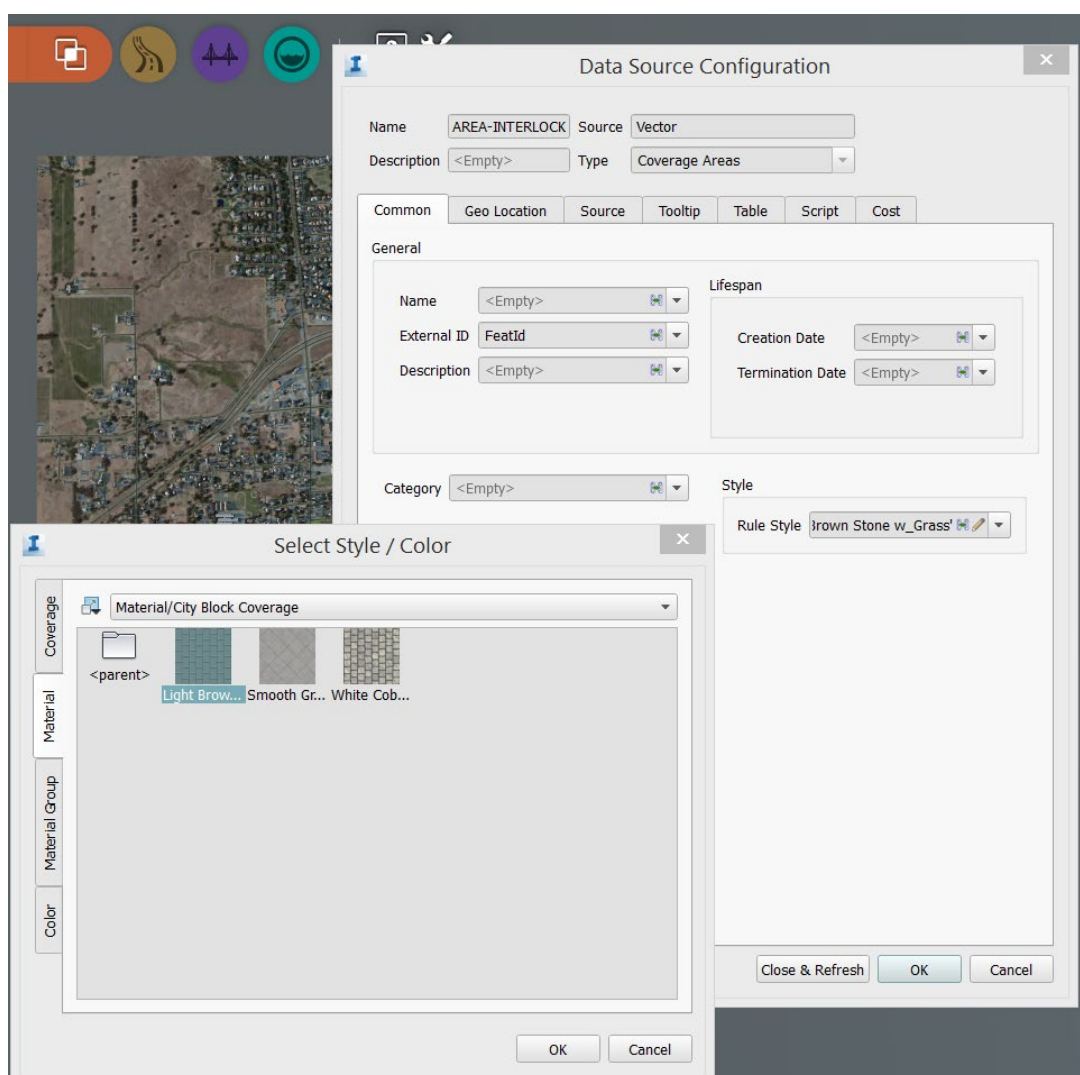 Data Source Configuration
Name AREA-INTERLOCK Source Vector
Description <Empty> Type Coverage Areas
Common Geo Location Source Tooltip Table Script Cost
General
Lifespan
Name <Empty>
External ID FeatId
Creation Date <Empty>
Description <Empty>
Termination Date <Empty>
Category <Empty>
Style
Rule Style Brown Stone w_Grass'
Select Style / Color
Coverage
Material
Material Group
Color
Material/City Block Coverage
<parent>
Light Brow... Smooth Gr... White Cob...
OK Cancel
Close & Refresh OK Cancel